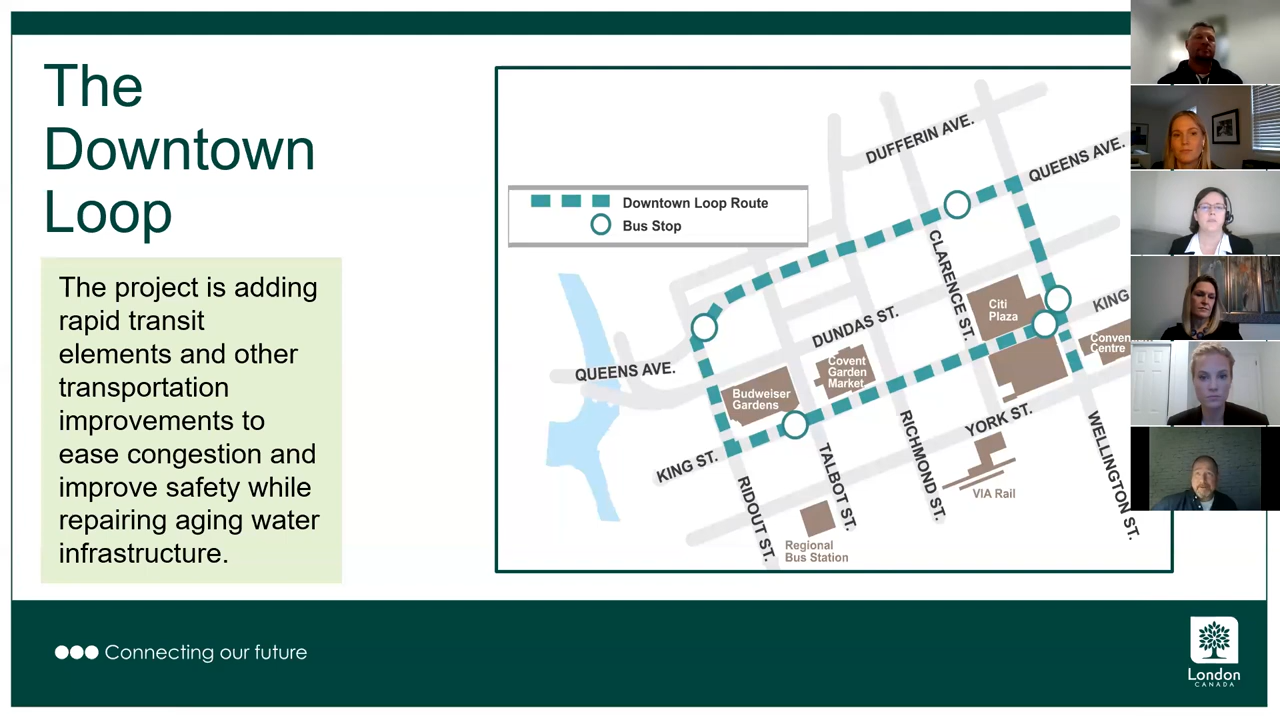 The
Downtown
Loop
The project is adding
rapid transit
elements and other
transportation
improvements to
ease congestion and
improve safety while
repairing aging water
infrastructure.
Downtown Loop Route
Bus Stop
DUFFERIN AVE.
QUEENS AVE.
CLARENCE ST.
Citi
Plaza
KING
Conven
Centre
DUNDAS ST.
Covent
Garden
Market
QUEENS AVE.
Budweiser
Gardens
KING ST.
YORK ST.
RICHMOND ST.
WELLINGTON ST.
TALBOT ST.
RIDOUT ST.
VIA Rail
Regional
Bus Station
Connecting our future
London
CANADA